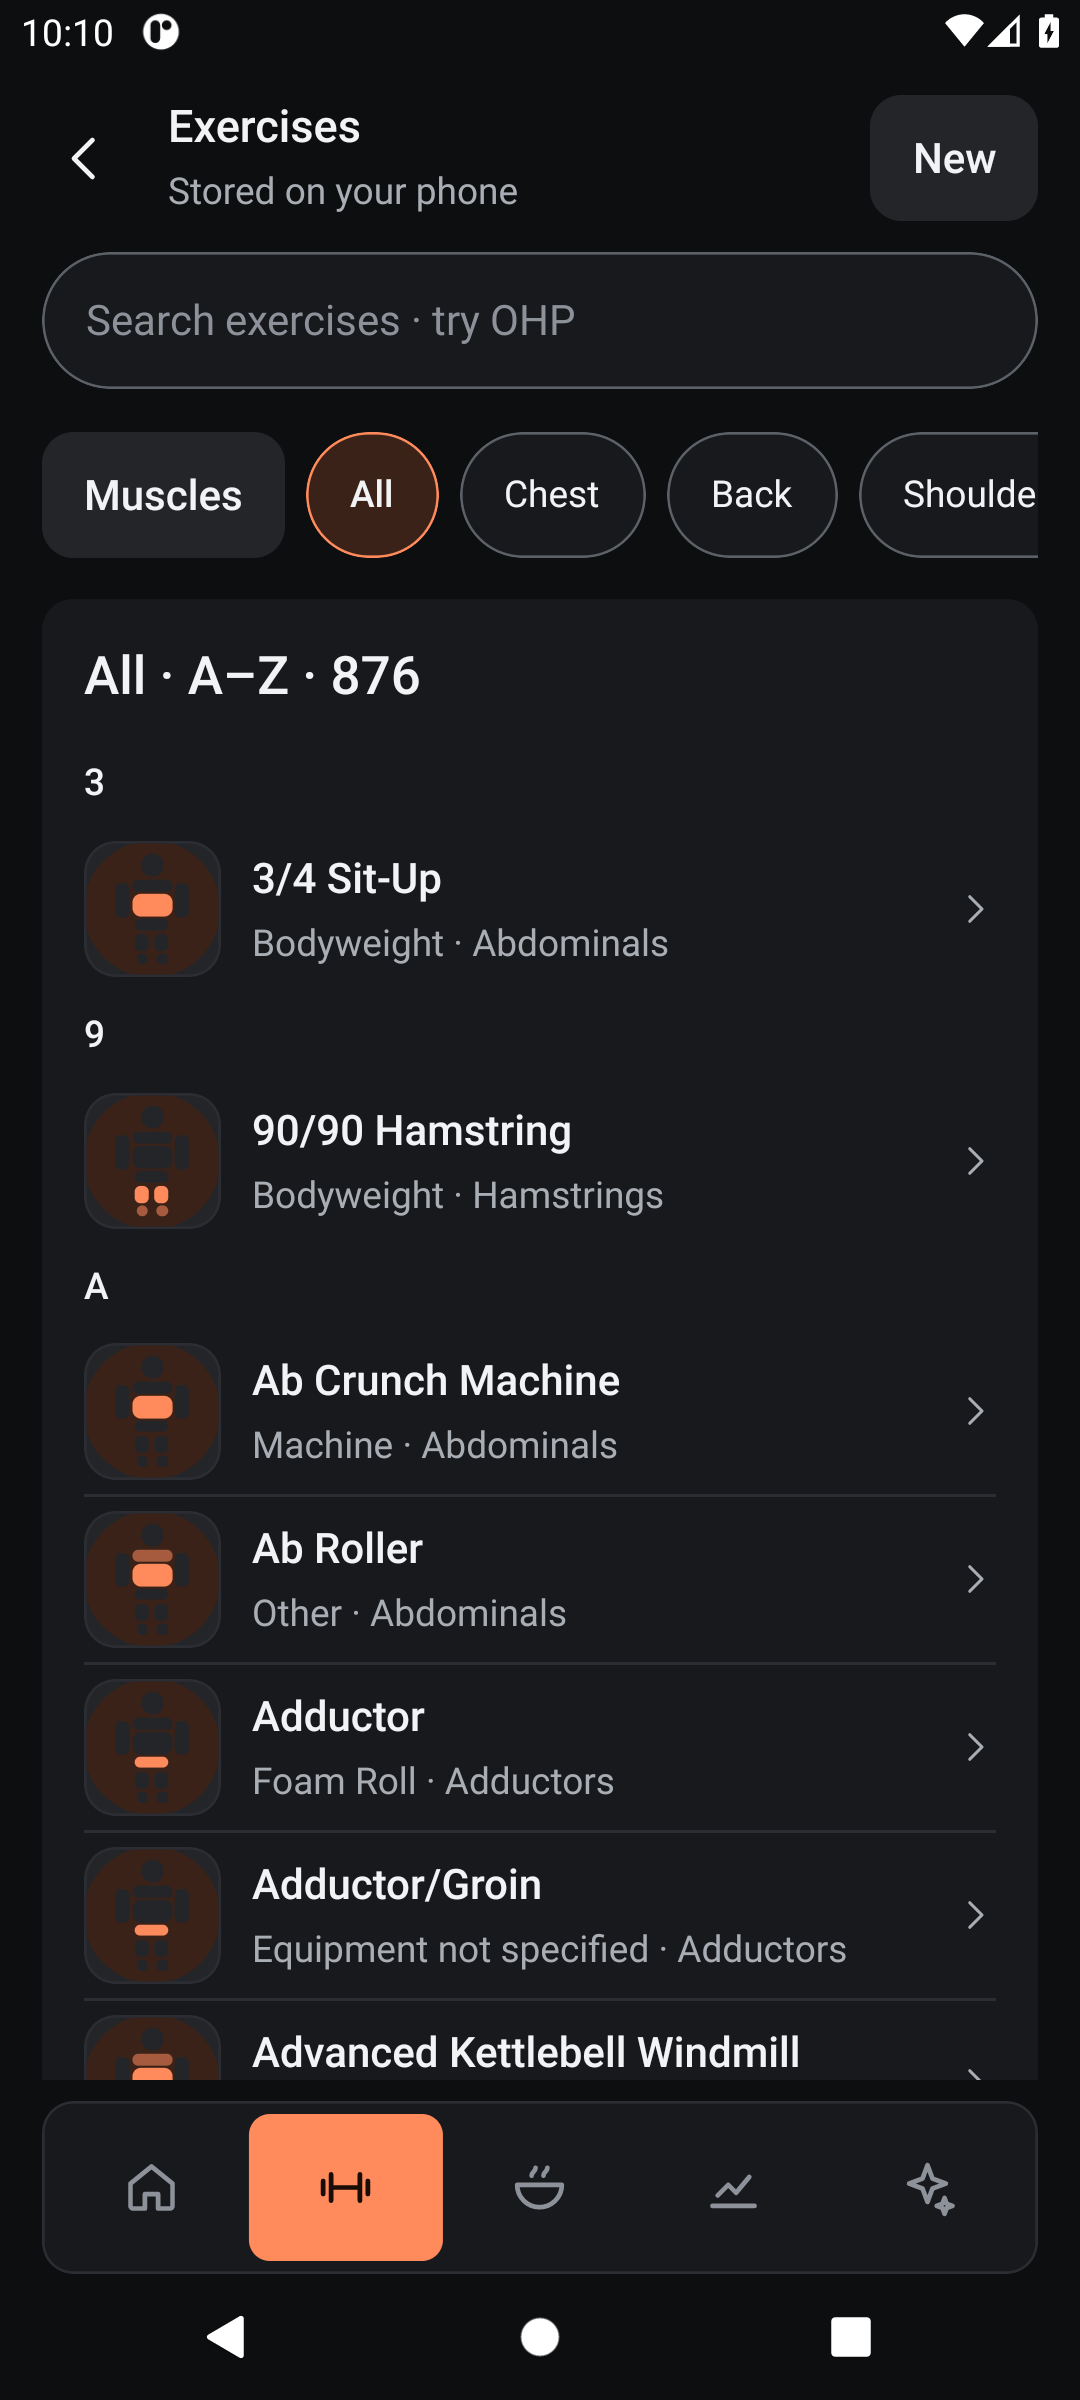 10:10
Exercises
Stored on your phone
New
Search exercises · try OHP
Muscles
All
Chest
Back
Shoulde
All · A–Z · 876
3
3/4 Sit-Up
Bodyweight · Abdominals
9
90/90 Hamstring
Bodyweight · Hamstrings
A
Ab Crunch Machine
Machine · Abdominals
Ab Roller
Other · Abdominals
Adductor
Foam Roll · Adductors
Adductor/Groin
Equipment not specified · Adductors
Advanced Kettlebell Windmill